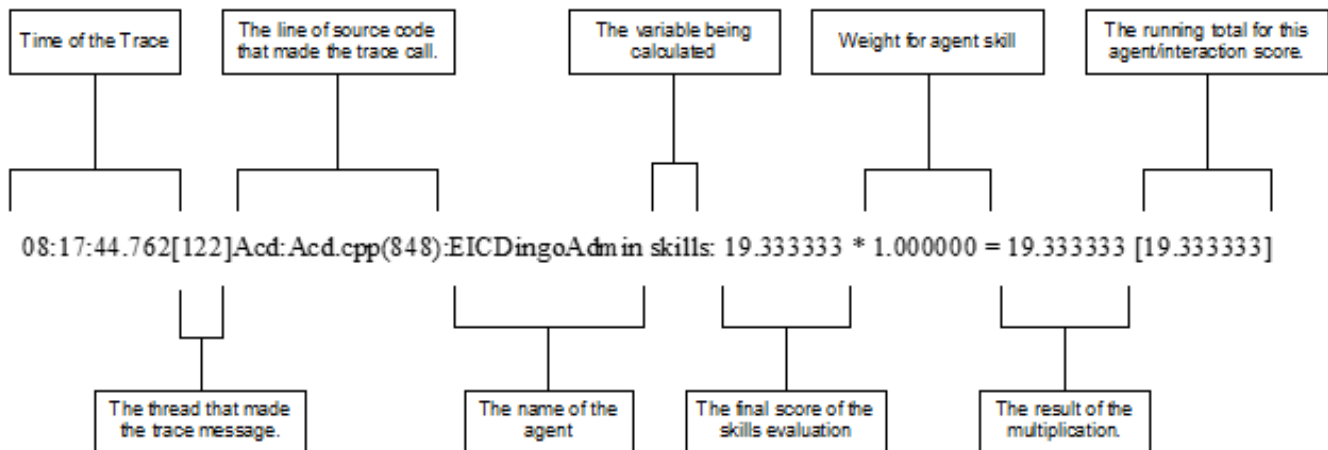 Time of the Trace
The line of source code
that made the trace call.
The variable being
calculated
Weight for agent skill
The running total for this
agent/interaction score.
08:17:44.762[122]Acd:Acd.cpp(848):EICDingoAdmin skills: 19.333333 * 1.000000 = 19.333333 [19.333333]
The thread that made
the trace message.
The name of the
agent
The final score of the
skills evaluation
The result of the
multiplication.